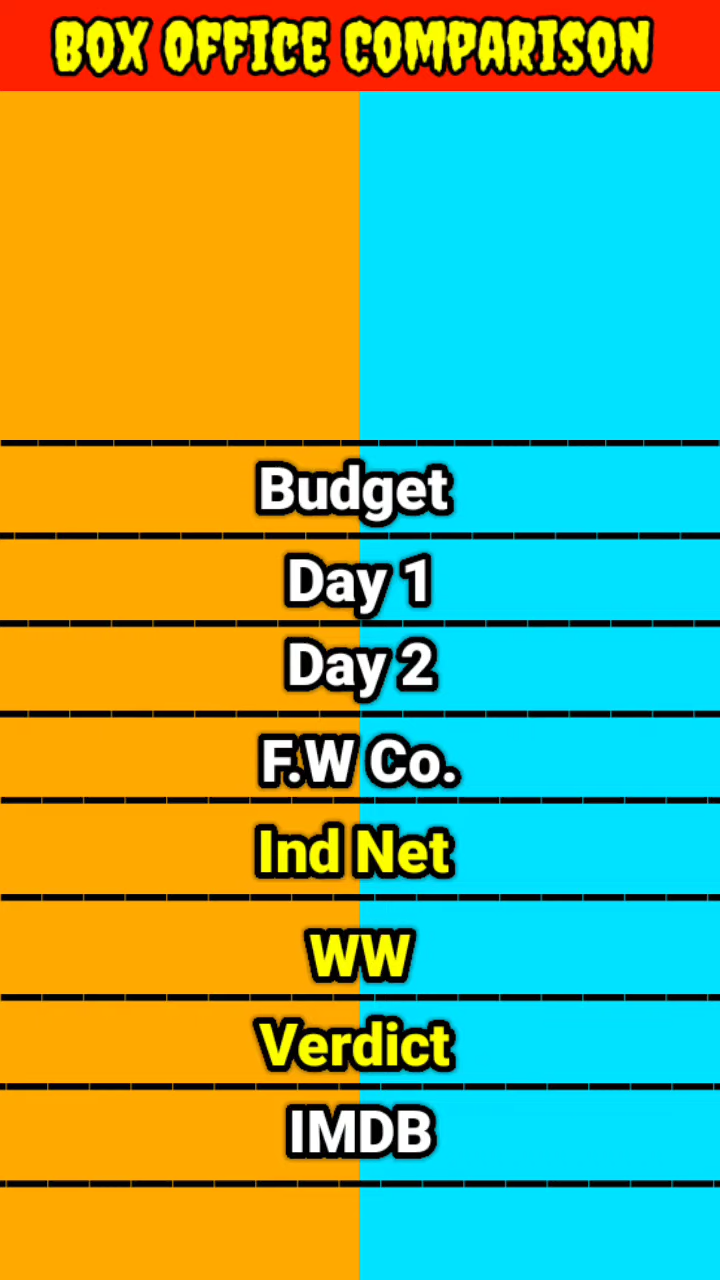 BOX OFFICE COMPARISON
Budget
Day 1
Day 2
F.W Co.
Ind Net
WW
Verdict
IMDB